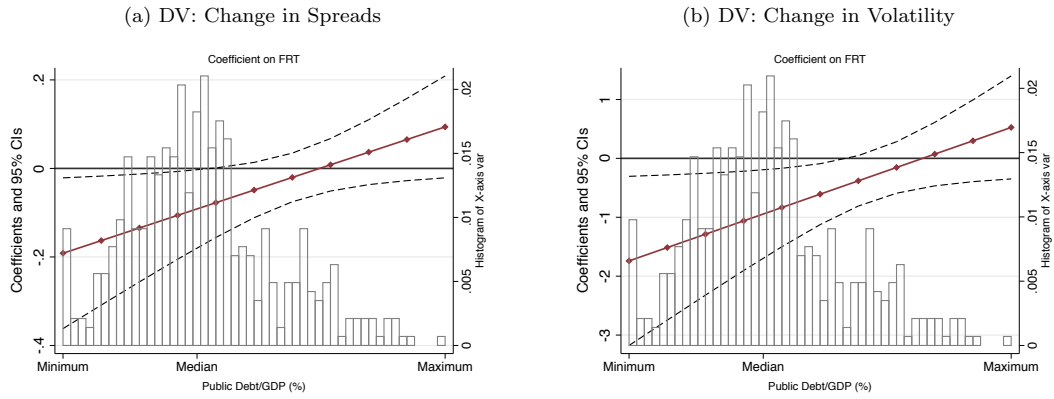 (a) DV: Change in Spreads
Coefficient on FRT
Coefficients and 95% CIs
.2
0
-.2
-.4
.02
.015
.01
.005
0
Histogram of X-axis var
Minimum Median Maximum
Public Debt/GDP (%)
(b) DV: Change in Volatility
Coefficient on FRT
Coefficients and 95% CIs
1
0
-1
-2
-3
.02
.015
.01
.005
0
Histogram of X-axis var
Minimum Median Maximum
Public Debt/GDP (%)